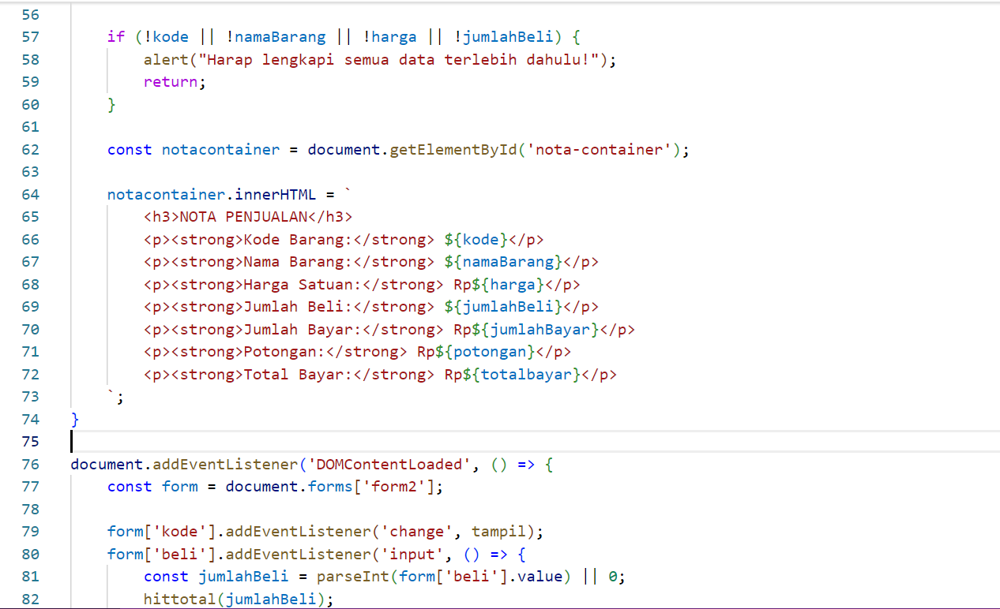 56
57 if (!kode || !namaBarang || !harga || !jumlahBeli) {
58 alert("Harap lengkapi semua data terlebih dahulu!");
59 return;
60 }
61
62 const notacontainer = document.getElementById('nota-container');
63
64 notacontainer.innerHTML = `
65 <h3>NOTA PENJUALAN</h3>
66 <p><strong>Kode Barang:</strong> ${kode}</p>
67 <p><strong>Nama Barang:</strong> ${namaBarang}</p>
68 <p><strong>Harga Satuan:</strong> Rp${harga}</p>
69 <p><strong>Jumlah Beli:</strong> ${jumlahBeli}</p>
70 <p><strong>Jumlah Bayar:</strong> Rp${jumlahBayar}</p>
71 <p><strong>Potongan:</strong> Rp${potongan}</p>
72 <p><strong>Total Bayar:</strong> Rp${totalbayar}</p>
73 `;
74 }
75
76 document.addEventListener('DOMContentLoaded', () => {
77 const form = document.forms['form2'];
78
79 form['kode'].addEventListener('change', tampil);
80 form['beli'].addEventListener('input', () => {
81 const jumlahBeli = parseInt(form['beli'].value) || 0;
82 hittotal(jumlahBeli);